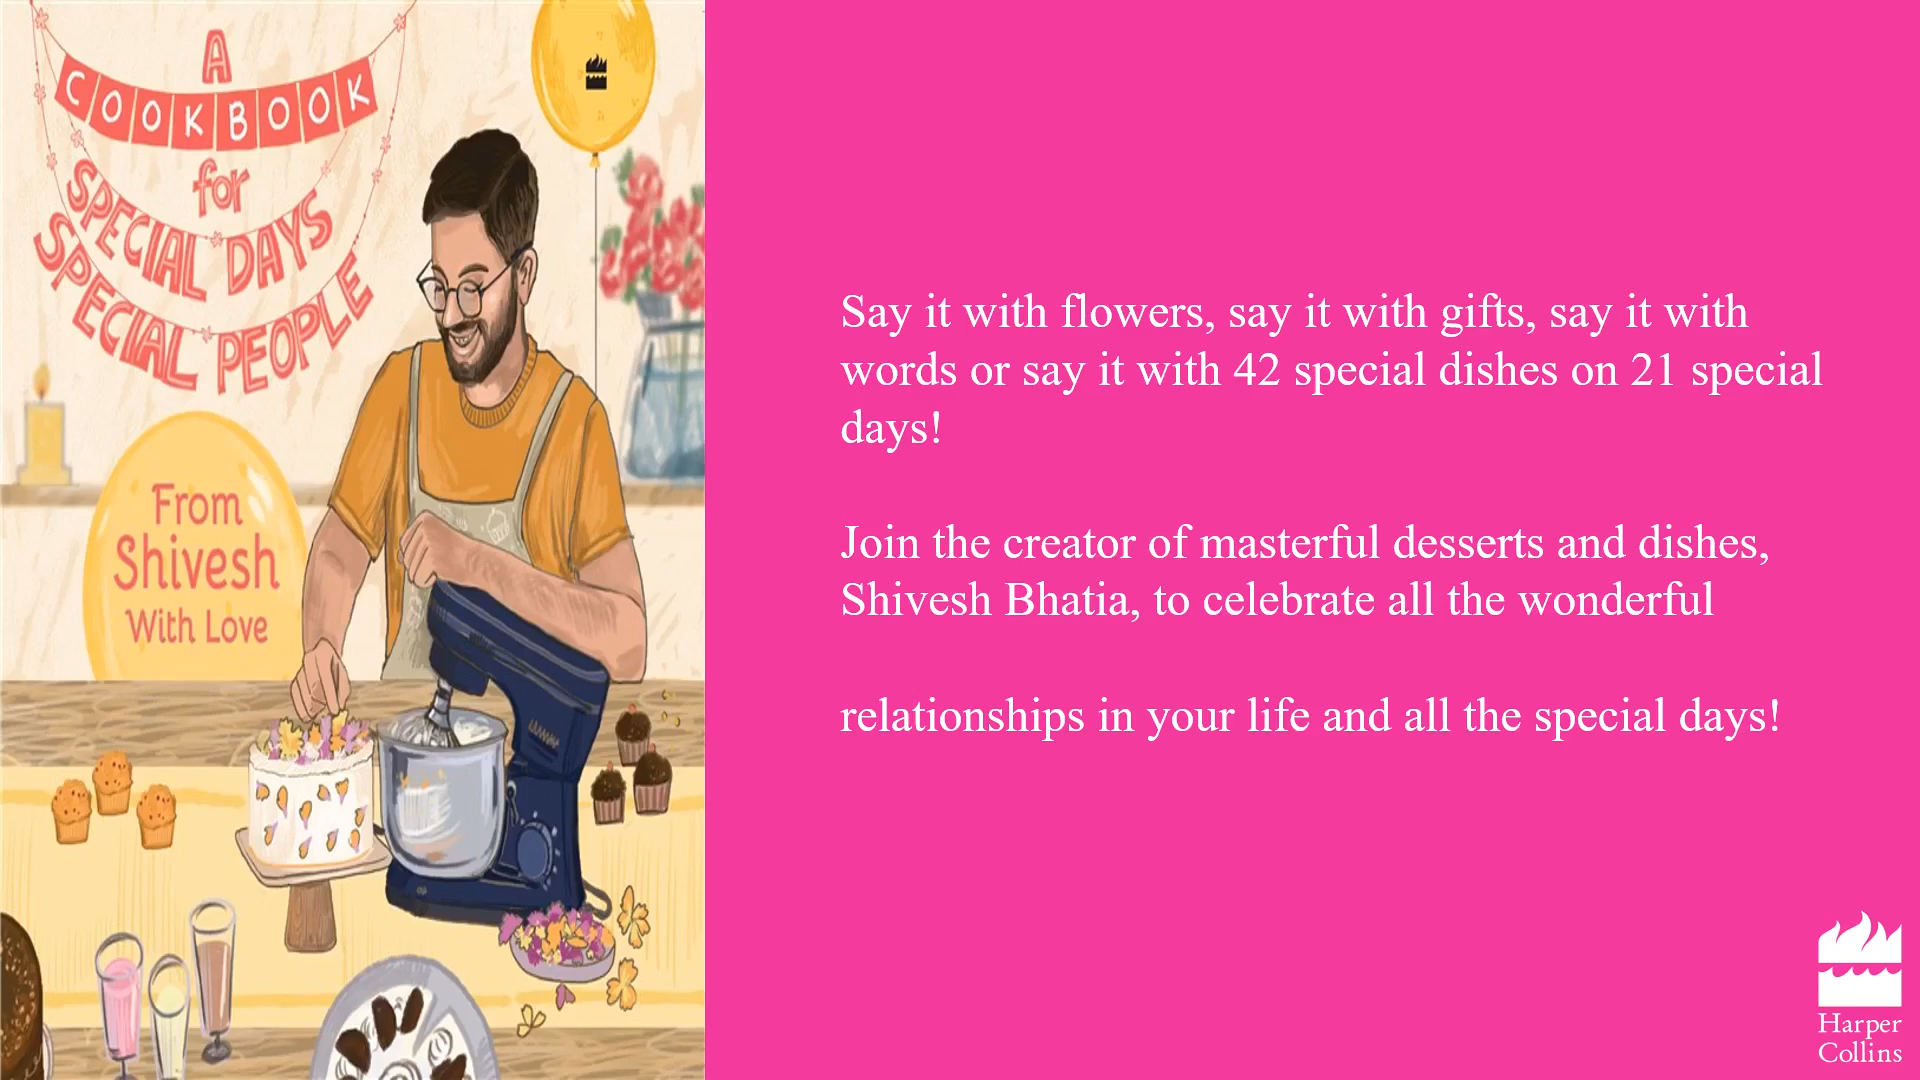 A
COOKBOOK
for
SPECIAL DAYS
SPECIAL PEOPLE
From
Shivesh
With Love
Say it with flowers, say it with gifts, say it with
words or say it with 42 special dishes on 21 special
days!
Join the creator of masterful desserts and dishes,
Shivesh Bhatia, to celebrate all the wonderful
relationships in your life and all the special days!
Harper
Collins